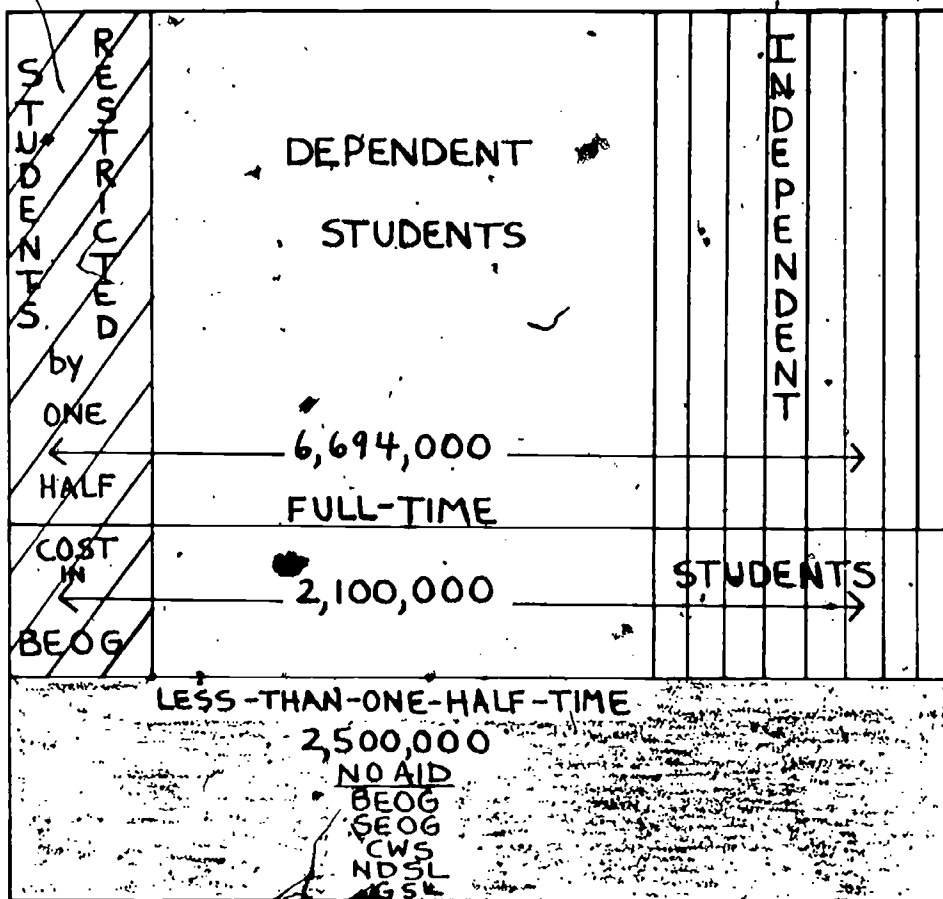 STUDENTS
RESTRICTED
by
ONE
HALF
COST
IN
BEOG
DEPENDENT
STUDENTS
6,694,000
FULL-TIME
2,100,000
INDEPENDENT
STUDENTS
LESS-THAN-ONE-HALF-TIME
2,500,000
NO AID
BEOG
SEOG
CWS
NDSL
GSL